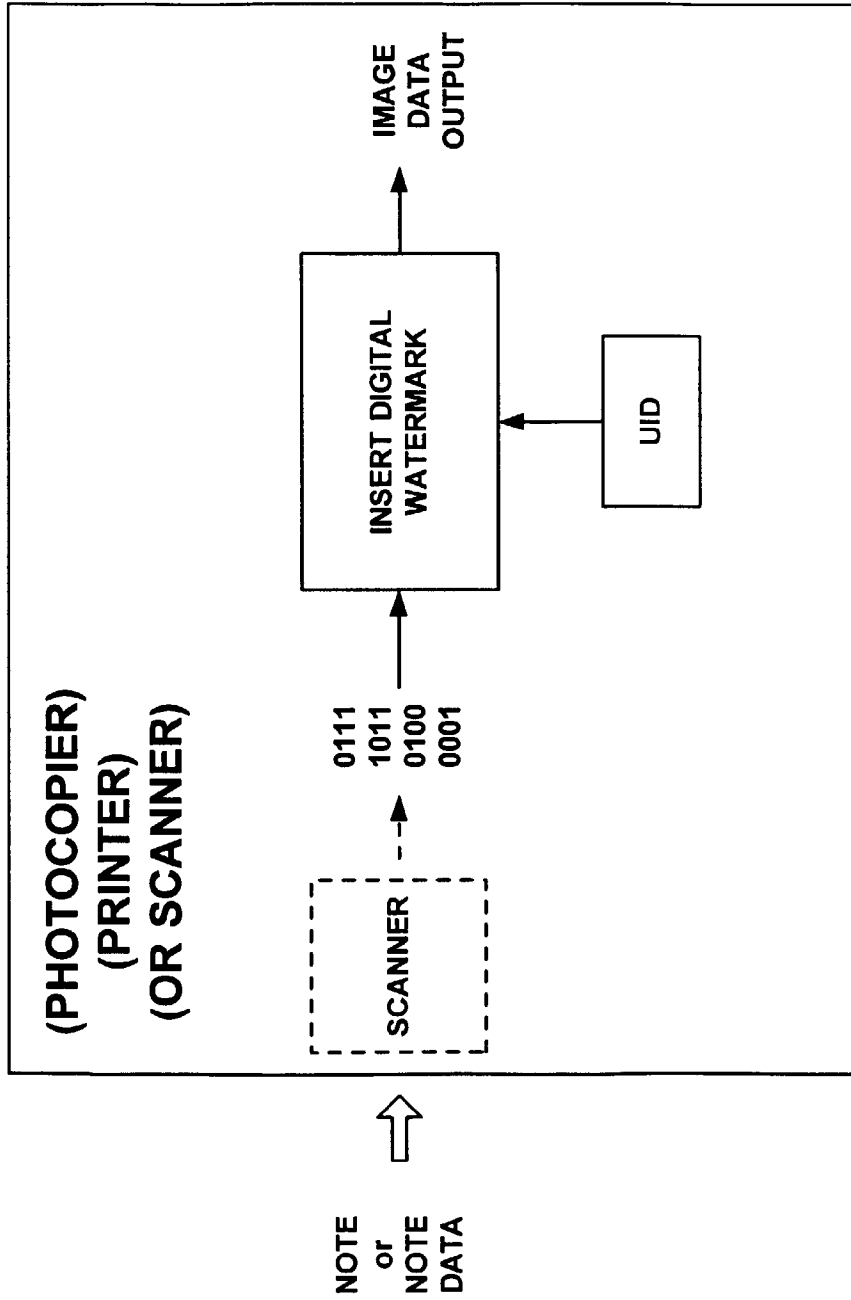 (PHOTOCOPIER)
(PRINTER)
(OR SCANNER)
NOTE
or
NOTE
DATA
SCANNER
0111
1011
0100
0001
INSERT DIGITAL
WATERMARK
UID
IMAGE
DATA
OUTPUT